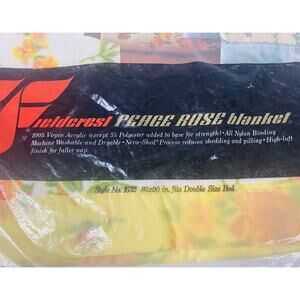 Fieldcrest PEACE ROSE blanket
100% Virgin Acrylic (except 5% Polyester added to base for strength) • All Nylon Binding
Machine Washable and Dryable • Neva-Shed® Process reduces shedding and pilling • High-loft
finish for fuller nap.
Style No. 1632 80x90 in. fits Double Size Bed